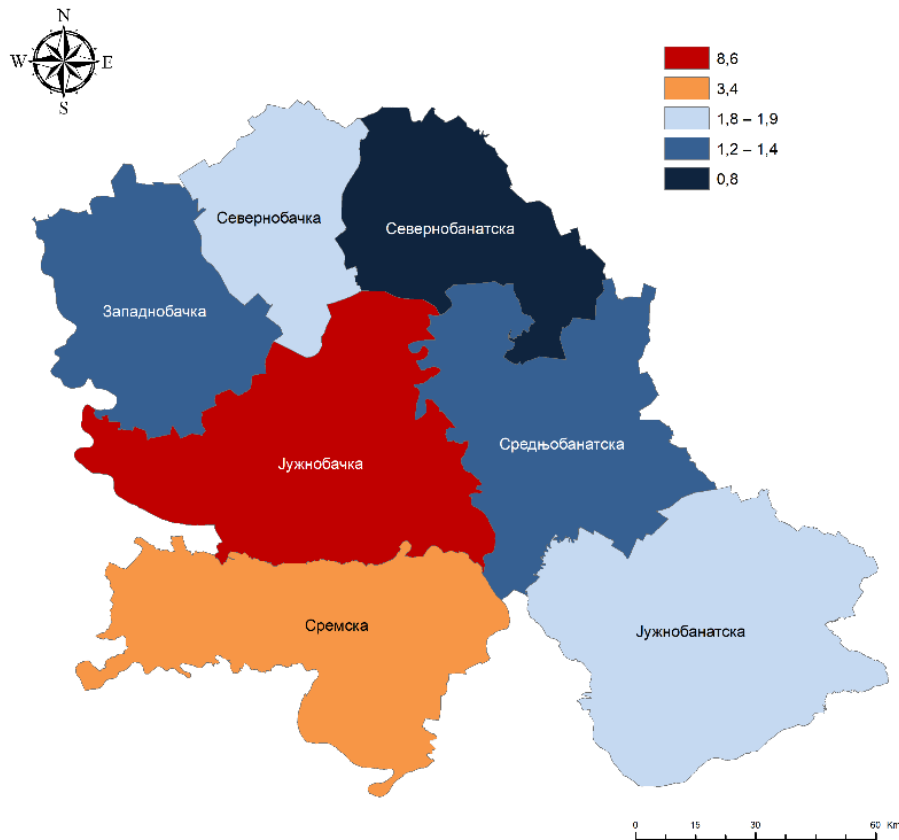 N
W E
S
8,6
3,4
1,8 – 1,9
1,2 – 1,4
0,8
Севернобачка
Севернобанатска
Западнобачка
Средњобанатска
Јужнобачка
Сремска
Јужнобанатска
0 15 30 60 Km